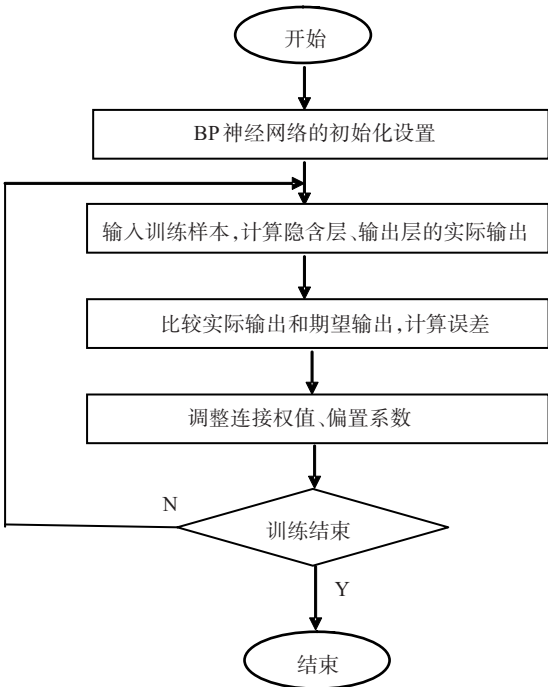 开始
BP神经网络的初始化设置
输入训练样本,计算隐含层、输出层的实际输出
比较实际输出和期望输出,计算误差
调整连接权值、偏置系数
N
训练结束
Y
结束